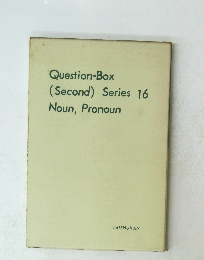 Question-Box
(Second) Series 16
Noun, Pronoun